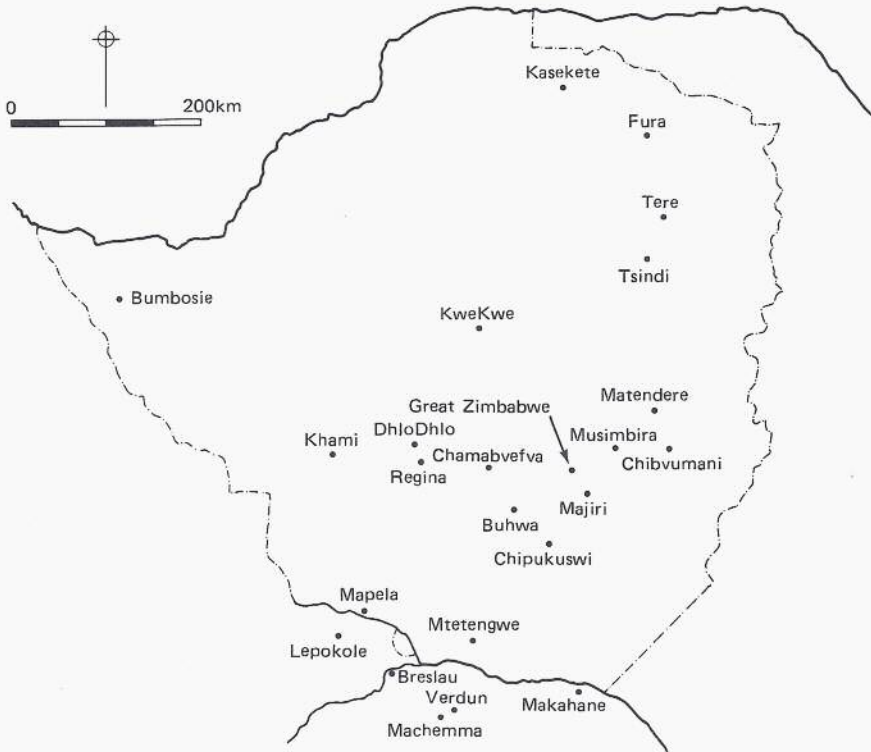 Kasekete
0 200km
Fura
Tere
Tsindi
Bumbosie
KweKwe
Matendere
Great Zimbabwe
DhloDhlo
Musimbira
Khami
Chamabvefva
Chibvumani
Regina
Majiri
Buhwa
Chipukuswi
Mapela
Mtetengwe
Lepokole
Breslau
Verdun
Makahane
Machemma